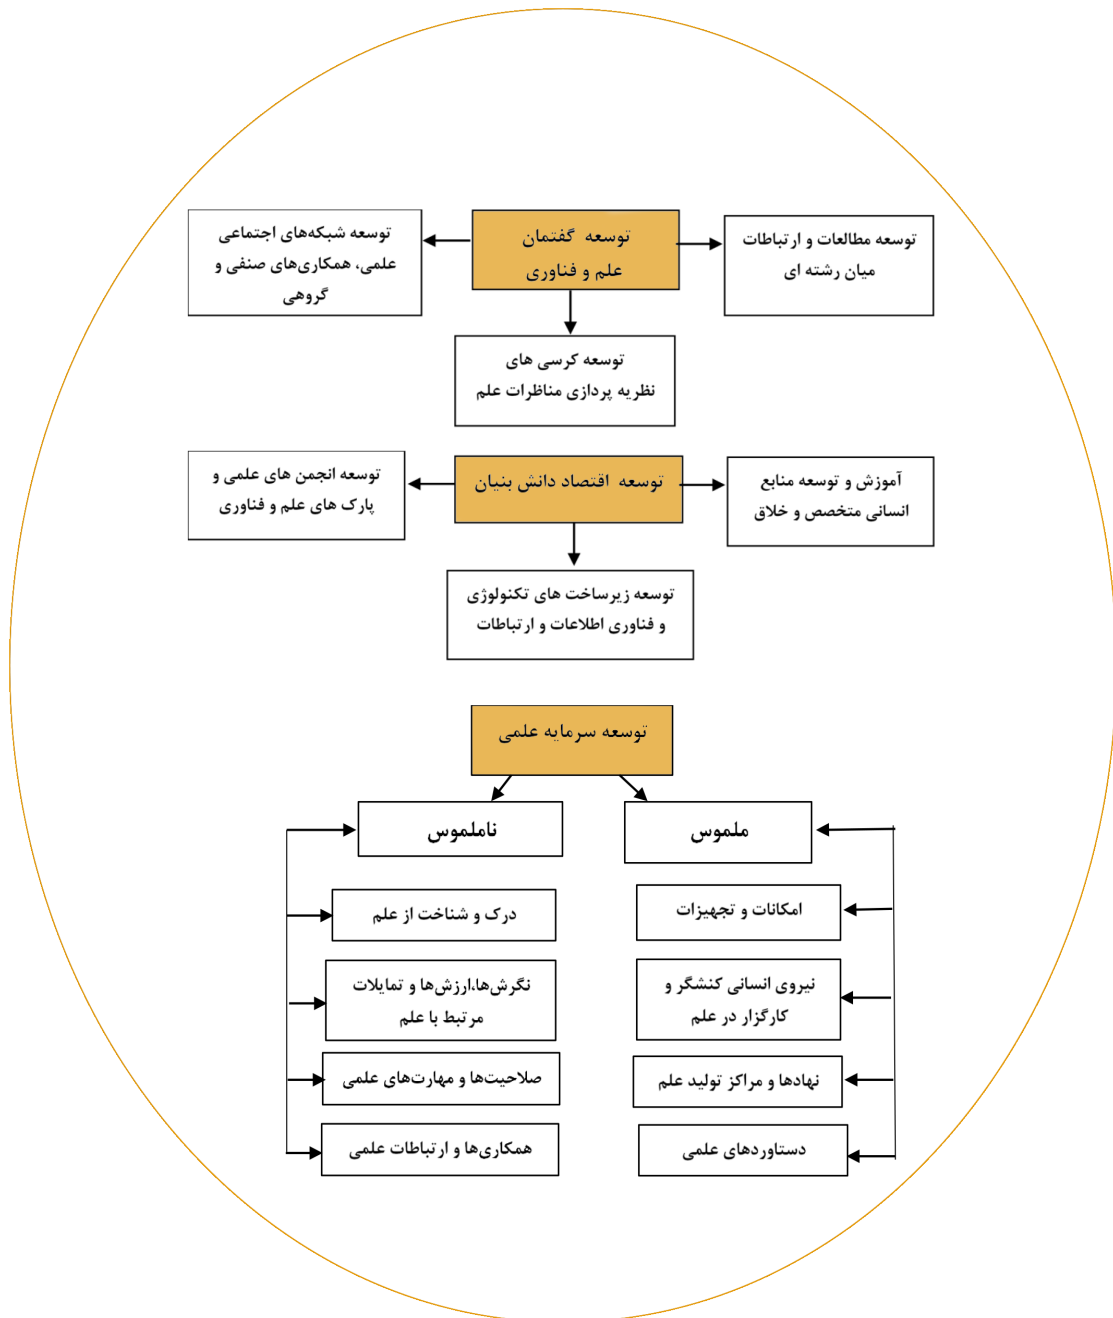 توسعه گفتمان
علم و فناوری
توسعه مطالعات و ارتباطات
میان رشته ای
توسعه شبکه‌های اجتماعی
علمی، همکاری‌های صنفی و
گروهی
توسعه کرسی های
نظریه پردازی مناظرات علم
توسعه اقتصاد دانش بنیان
آموزش و توسعه منابع
انسانی متخصص و خلاق
توسعه انجمن های علمی و
پارک های علم و فناوری
توسعه زیرساخت های تکنولوژی
و فناوری اطلاعات و ارتباطات
توسعه سرمایه علمی
ملموس
امکانات و تجهیزات
نیروی انسانی کنشگر و
کارگزار در علم
نهادها و مراکز تولید علم
دستاوردهای علمی
ناملموس
درک و شناخت از علم
نگرش‌ها،ارزش‌ها و تمایلات
مرتبط با علم
صلاحیت‌ها و مهارت‌های علمی
همکاری‌ها و ارتباطات علمی